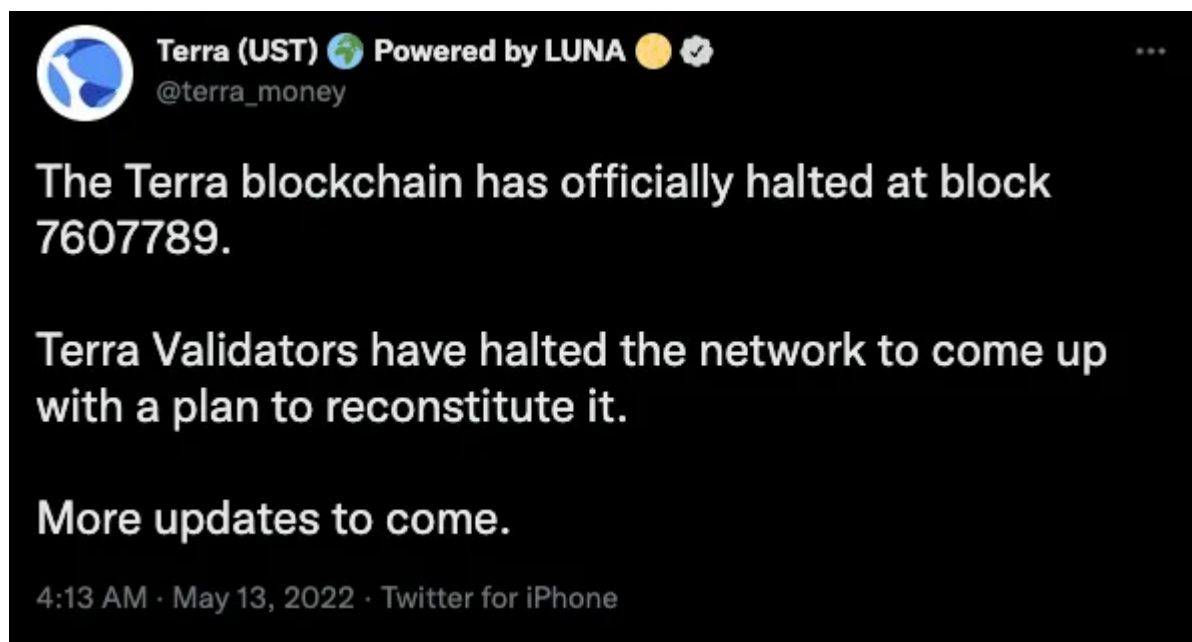 Terra (UST) 🌍 Powered by LUNA 🌕
@terra_money
The Terra blockchain has officially halted at block
7607789.
Terra Validators have halted the network to come up
with a plan to reconstitute it.
More updates to come.
4:13 AM · May 13, 2022 · Twitter for iPhone